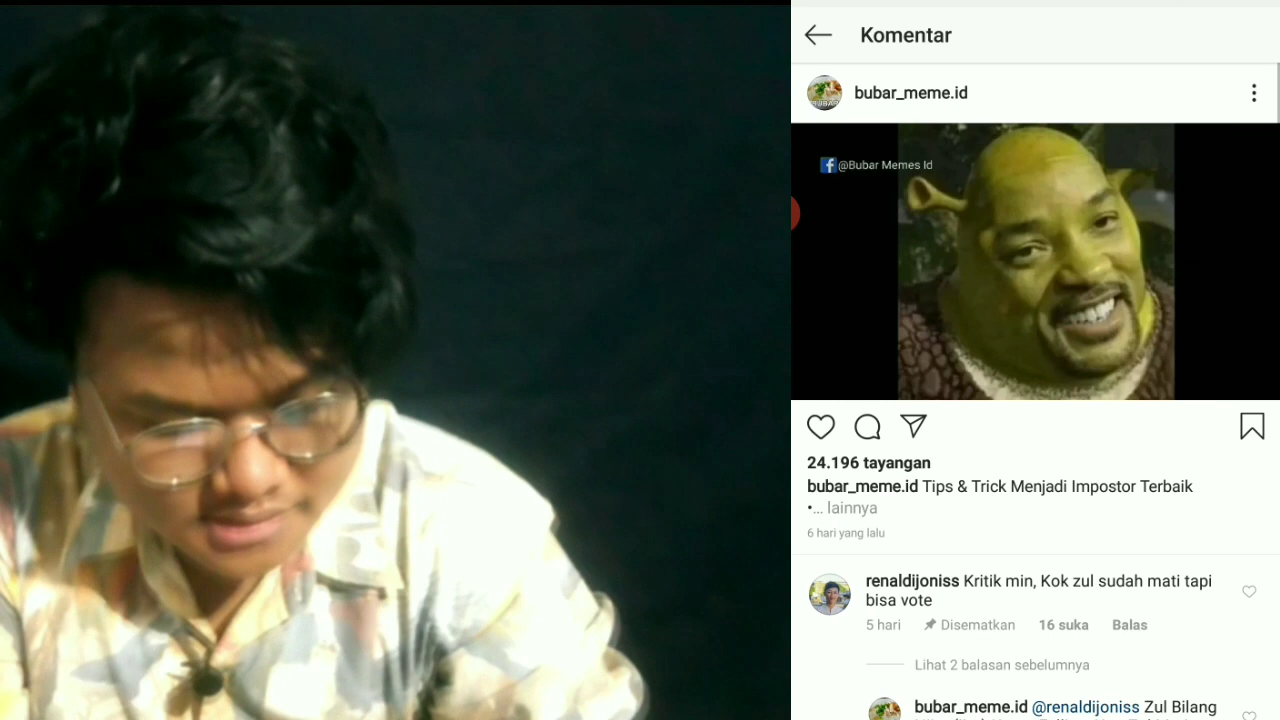 Komentar
bubar_meme.id
@Bubar Memes Id
24.196 tayangan
bubar_meme.id Tips & Trick Menjadi Impostor Terbaik
•... lainnya
6 hari yang lalu
renaldijoniss Kritik min, Kok zul sudah mati tapi
bisa vote
5 hari Disematkan 16 suka Balas
Lihat 2 balasan sebelumnya
bubar_meme.id @renaldijoniss Zul Bilang